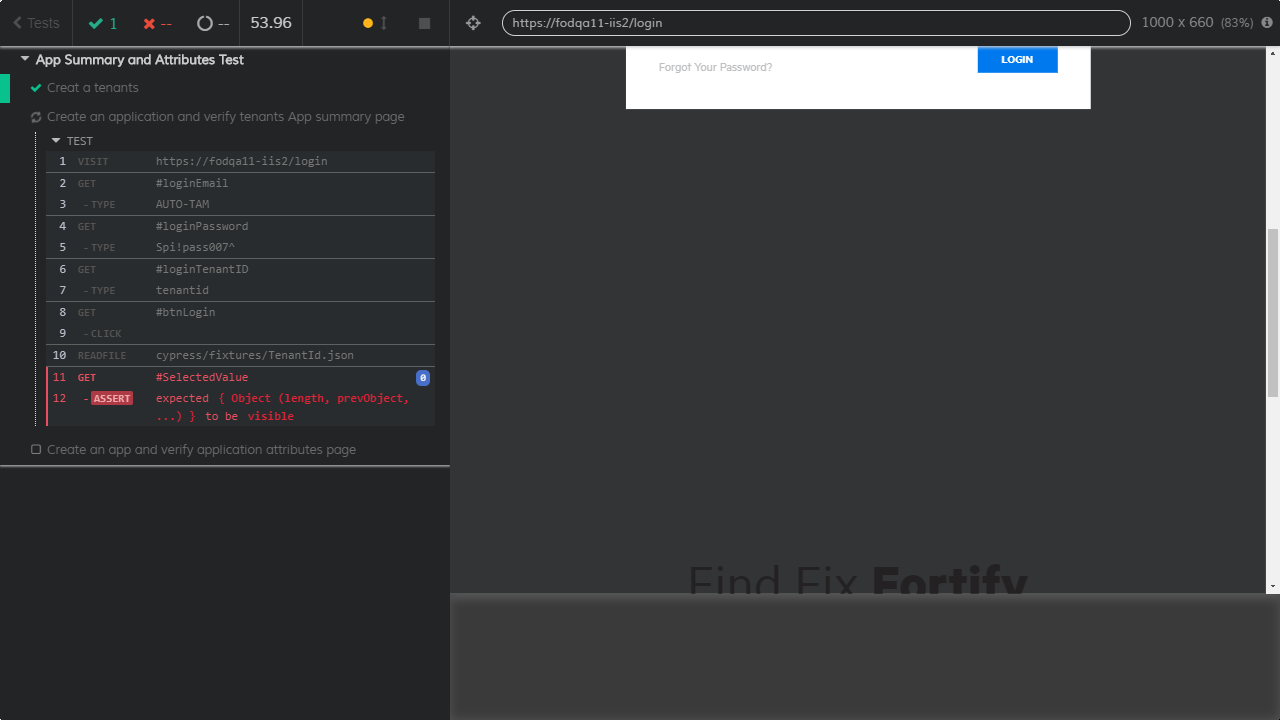 Tests
1
--
--
53.96
https://fodqa11-iis2/login
1000 x 660 (83%)
App Summary and Attributes Test
Creat a tenants
Create an application and verify tenants App summary page
TEST
1 VISIT https://fodqa11-iis2/login
2 GET #loginEmail
3 -TYPE AUTO-TAM
4 GET #loginPassword
5 -TYPE Spi!pass007^
6 GET #loginTenantID
7 -TYPE tenantid
8 GET #btnLogin
9 -CLICK
10 READFILE cypress/fixtures/TenantId.json
11 GET #SelectedValue 0
12 -ASSERT expected { Object (length, prevObject,
...) } to be visible
Create an app and verify application attributes page
LOGIN
Forgot Your Password?
Find Fix Fortify